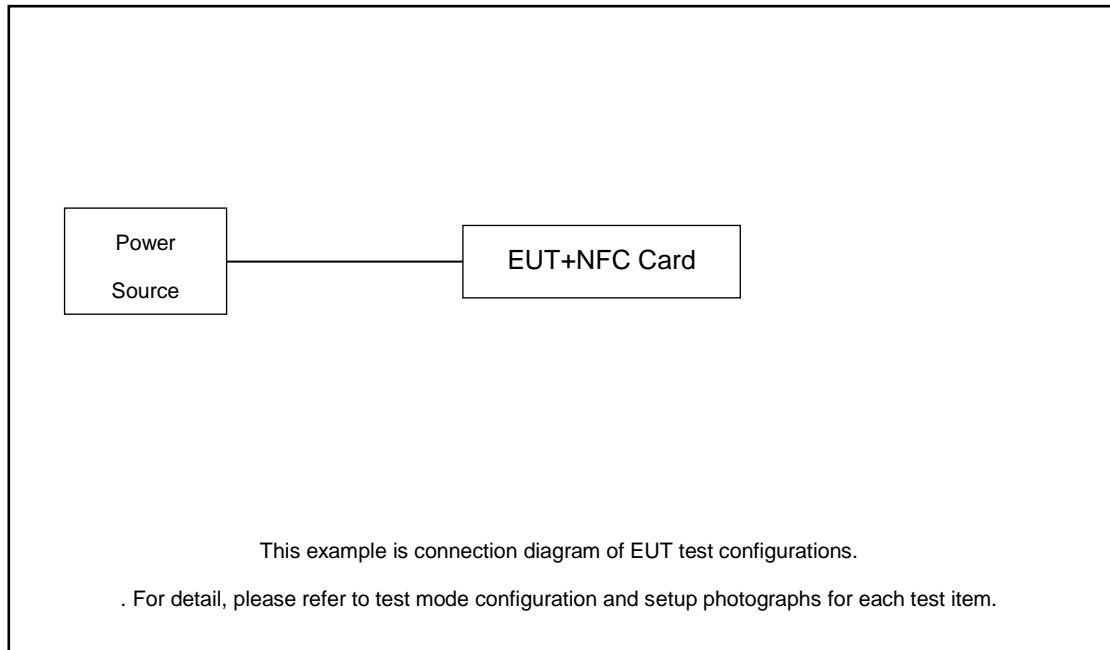 Power
Source
EUT+NFC Card
This example is connection diagram of EUT test configurations.
. For detail, please refer to test mode configuration and setup photographs for each test item.